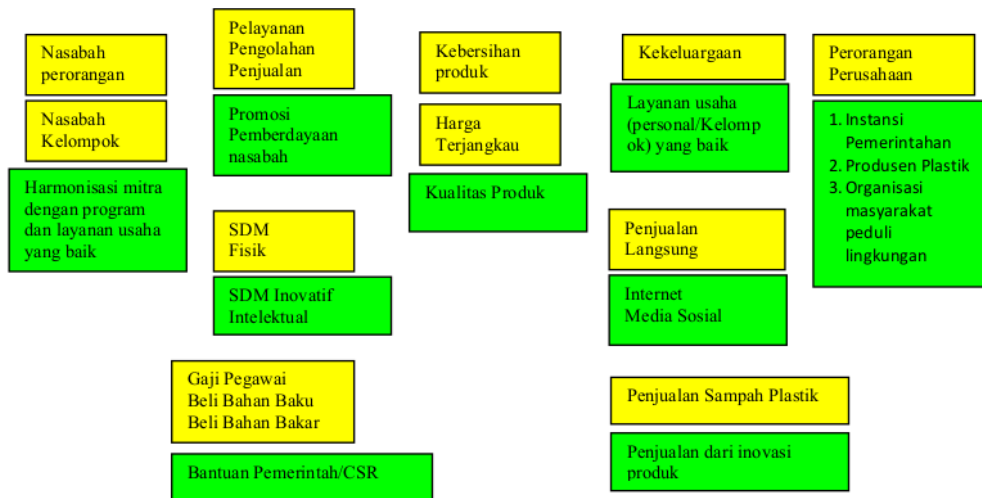 Nasabah
perorangan
Nasabah
Kelompok
Harmonisasi mitra
dengan program
dan layanan usaha
yang baik
Pelayanan
Pengolahan
Penjualan
Promosi
Pemberdayaan
nasabah
SDM
Fisik
SDM Inovatif
Intelektual
Kebersihan
produk
Harga
Terjangkau
Kualitas Produk
Kekeluargaan
Layanan usaha
(personal/Kelomp
ok) yang baik
Penjualan
Langsung
Internet
Media Sosial
Perorangan
Perusahaan
1. Instansi
Pemerintahan
2. Produsen Plastik
3. Organisasi
masyarakat
peduli
lingkungan
Gaji Pegawai
Beli Bahan Baku
Beli Bahan Bakar
Bantuan Pemerintah/CSR
Penjualan Sampah Plastik
Penjualan dari inovasi
produk